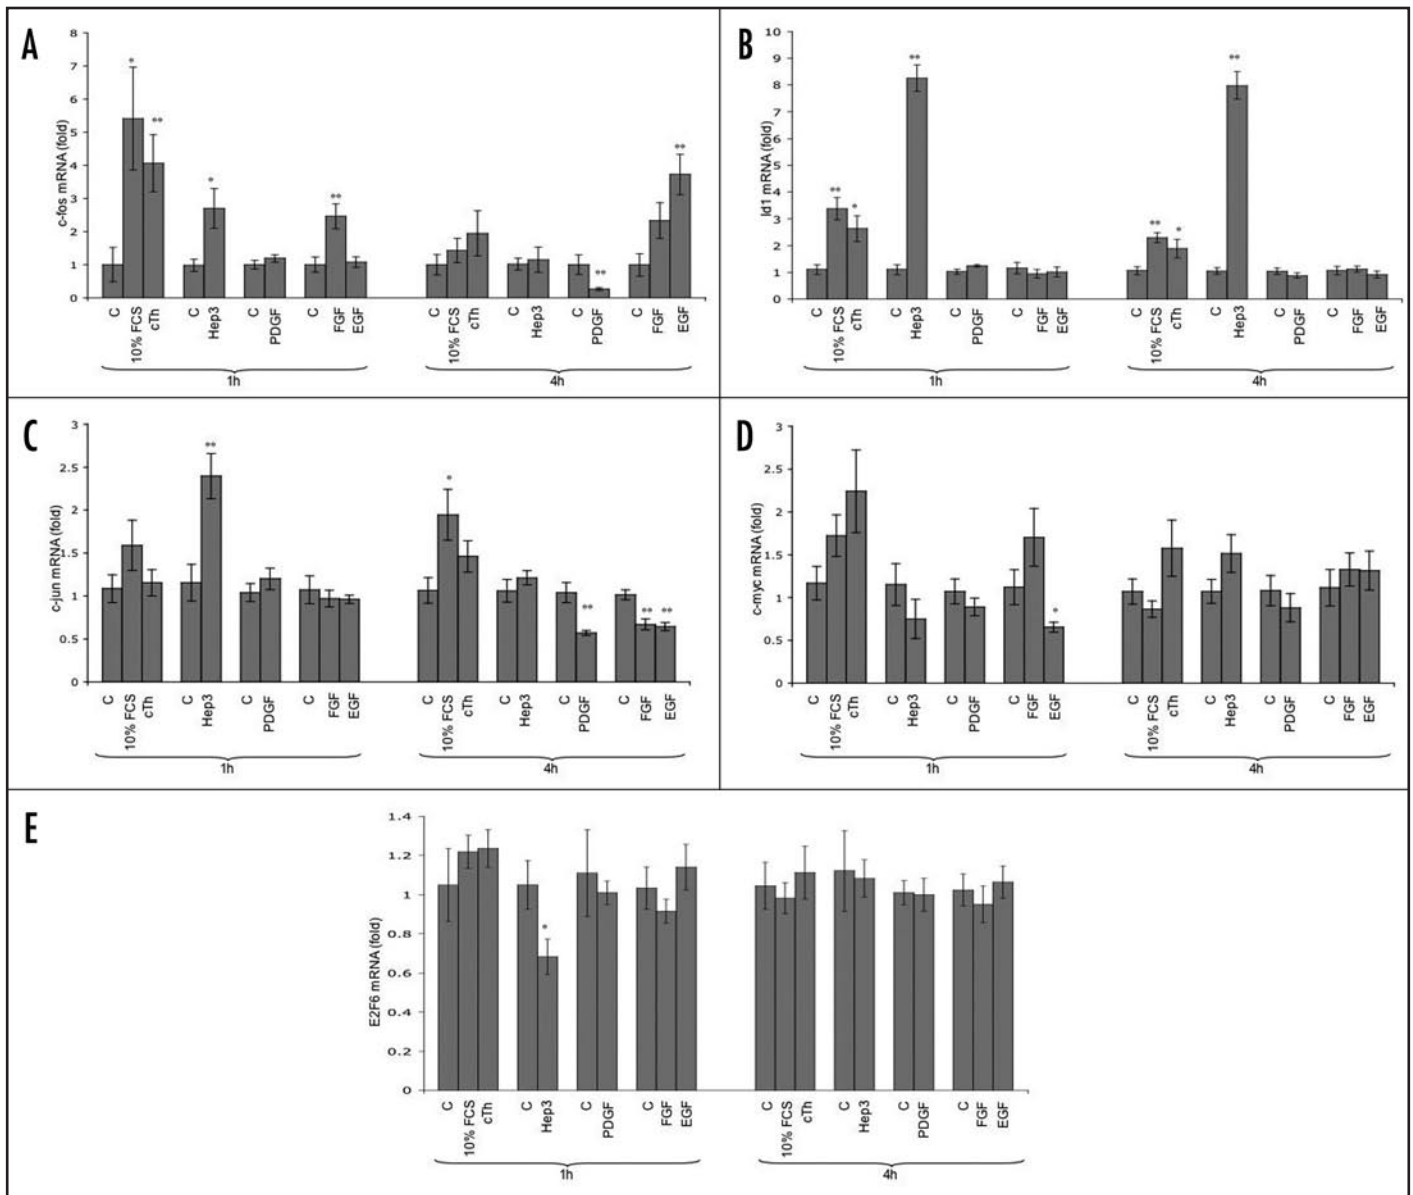 A
c-fos mRNA (fold)
8
7
6
5
4
3
2
1
0
* ** * ** ** **
C 10% FCS cTh C Hep3 C PDGF C FGF EGF C 10% FCS cTh C Hep3 C PDGF C FGF EGF
1h 4h
B
Id1 mRNA (fold)
10
9
8
7
6
5
4
3
2
1
0
** * ** ** * **
C 10% FCS cTh C Hep3 C PDGF C FGF EGF C 10% FCS cTh C Hep3 C PDGF C FGF EGF
1h 4h
C
c-jun mRNA (fold)
3
2.5
2
1.5
1
0.5
0
** * ** ** **
C 10% FCS cTh C Hep3 C PDGF C FGF EGF C 10% FCS cTh C Hep3 C PDGF C FGF EGF
1h 4h
D
c-myc mRNA (fold)
3
2.5
2
1.5
1
0.5
0
*
C 10% FCS cTh C Hep3 C PDGF C FGF EGF C 10% FCS cTh C Hep3 C PDGF C FGF EGF
1h 4h
E
E2F6 mRNA (fold)
1.4
1.2
1
0.8
0.6
0.4
0.2
0
*
C 10% FCS cTh C Hep3 C PDGF C FGF EGF C 10% FCS cTh C Hep3 C PDGF C FGF EGF
1h 4h